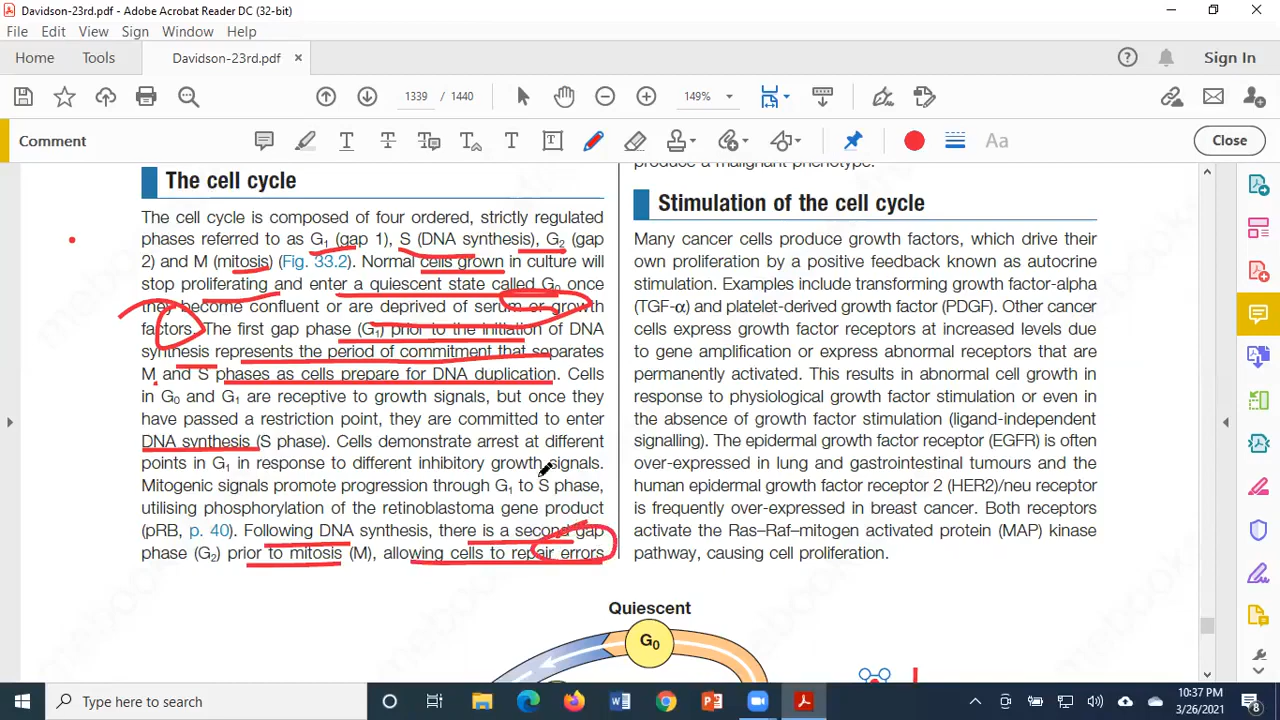 Davidson-23rd.pdf - Adobe Acrobat Reader DC (32-bit)
File Edit View Sign Window Help
Home Tools Davidson-23rd.pdf × Sign In
1339 / 1440 149%
Comment Aa Close
The cell cycle
The cell cycle is composed of four ordered, strictly regulated
phases referred to as G1 (gap 1), S (DNA synthesis), G2 (gap
2) and M (mitosis) (Fig. 33.2). Normal cells grown in culture will
stop proliferating and enter a quiescent state called G0 once
they become confluent or are deprived of serum or growth
factors. The first gap phase (G1) prior to the initiation of DNA
synthesis represents the period of commitment that separates
M and S phases as cells prepare for DNA duplication. Cells
in G0 and G1 are receptive to growth signals, but once they
have passed a restriction point, they are committed to enter
DNA synthesis (S phase). Cells demonstrate arrest at different
points in G1 in response to different inhibitory growth signals.
Mitogenic signals promote progression through G1 to S phase,
utilising phosphorylation of the retinoblastoma gene product
(pRB, p. 40). Following DNA synthesis, there is a second gap
phase (G2) prior to mitosis (M), allowing cells to repair errors
produce a malignant phenotype.
Stimulation of the cell cycle
Many cancer cells produce growth factors, which drive their
own proliferation by a positive feedback known as autocrine
stimulation. Examples include transforming growth factor-alpha
(TGF-α) and platelet-derived growth factor (PDGF). Other cancer
cells express growth factor receptors at increased levels due
to gene amplification or express abnormal receptors that are
permanently activated. This results in abnormal cell growth in
response to physiological growth factor stimulation or even in
the absence of growth factor stimulation (ligand-independent
signalling). The epidermal growth factor receptor (EGFR) is often
over-expressed in lung and gastrointestinal tumours and the
human epidermal growth factor receptor 2 (HER2)/neu receptor
is frequently over-expressed in breast cancer. Both receptors
activate the Ras–Raf–mitogen activated protein (MAP) kinase
pathway, causing cell proliferation.
Quiescent
G0
Type here to search
10:37 PM
3/26/2021
8